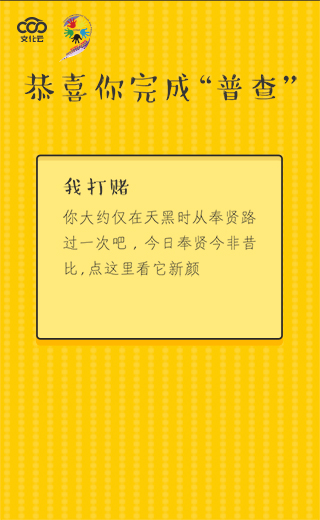 文化云
恭喜你完成“普查”
我打赌
你大约仅在天黑时从奉贤路
过一次吧，今日奉贤今非昔
比，点这里看它新颜